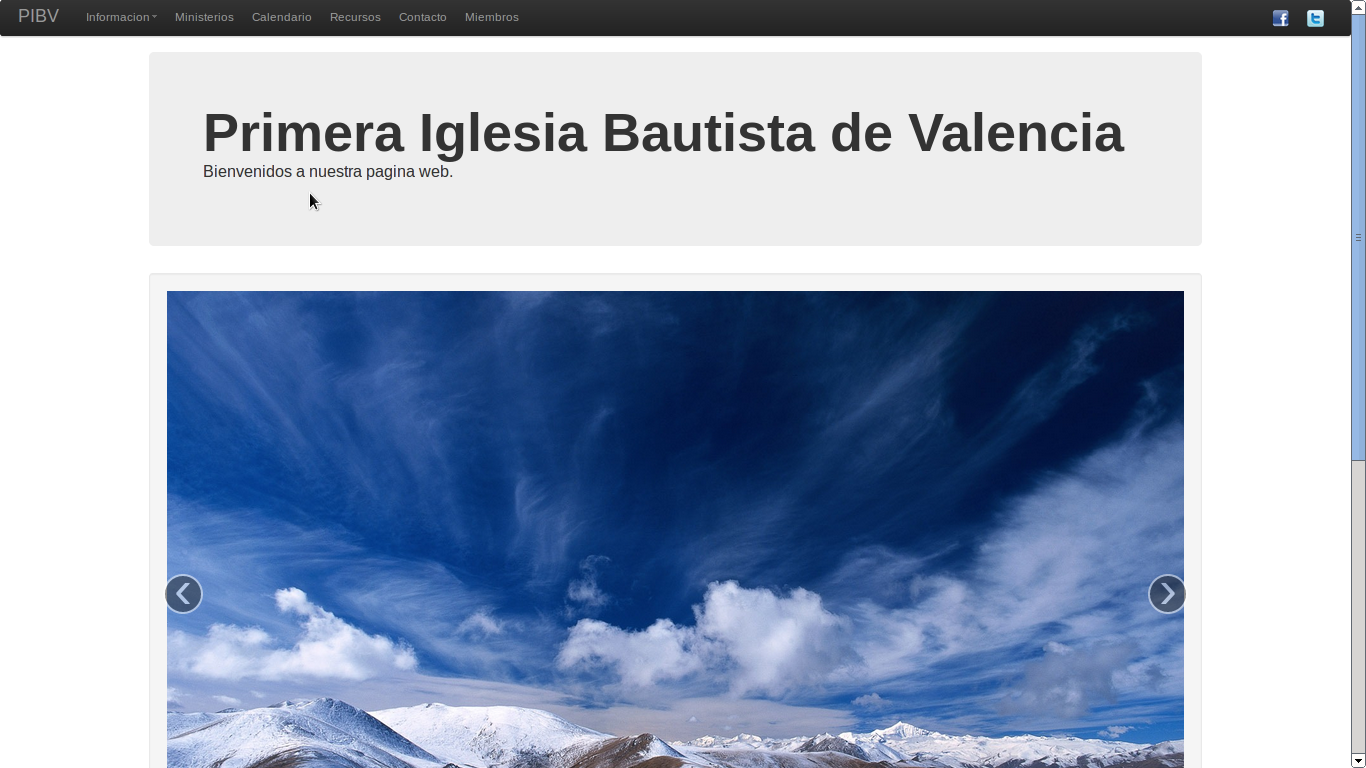 PIBV Informacion Ministerios Calendario Recursos Contacto Miembros
Primera Iglesia Bautista de Valencia
Bienvenidos a nuestra pagina web.